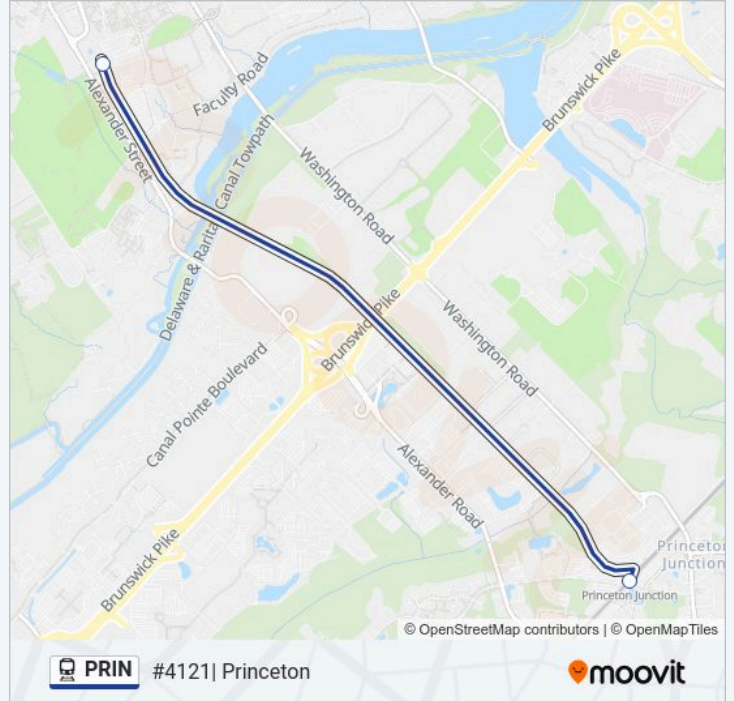 Faculty Road
Alexander Street
Brunswick Pike
Delaware & Raritan Canal Towpath
Washington Road
Brunswick Pike
Washington Road
Canal Pointe Boulevard
Alexander Road
Brunswick Pike
Princeton
Junction
Princeton Junction
© OpenStreetMap contributors | © OpenMapTiles
PRIN #4121| Princeton
moovit